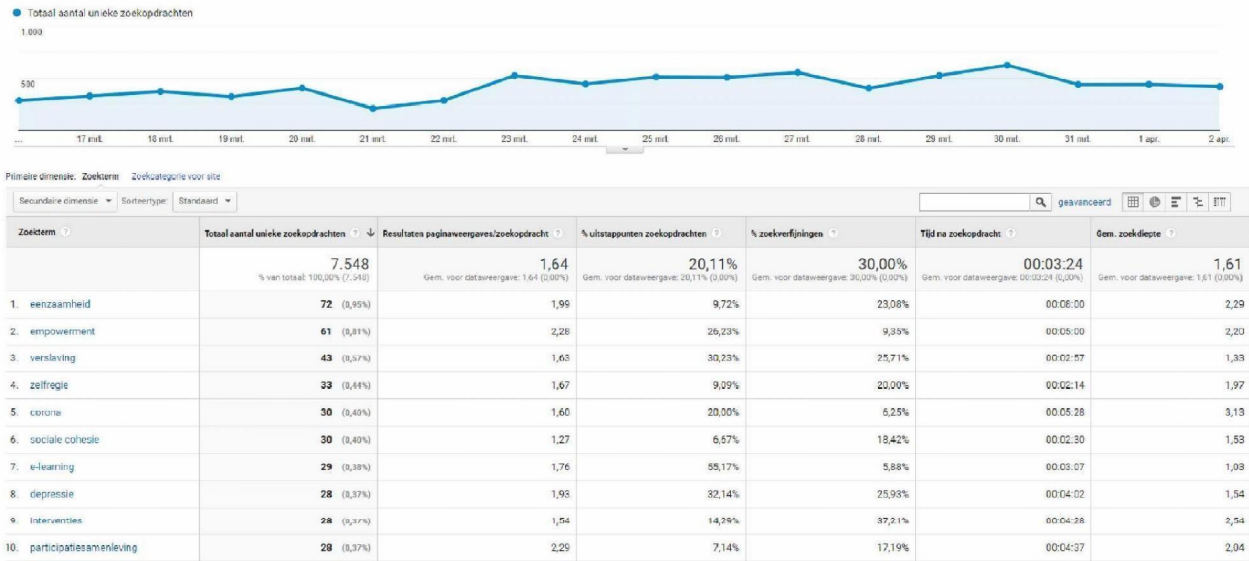 Totaal aantal unieke zoekopdrachten
1.000
500
... 17 mrt. 18 mrt. 19 mrt. 20 mrt. 21 mrt. 22 mrt. 23 mrt. 24 mrt. 25 mrt. 26 mrt. 27 mrt. 28 mrt. 29 mrt. 30 mrt. 31 mrt. 1 apr. 2 apr.
Primaire dimensie: Zoekterm Zoekcategorie voor site
Secundaire dimensie Sorteertype: Standaard geavanceerd
Zoekterm ? Totaal aantal unieke zoekopdrachten ? Resultaten paginaweergaves/zoekopdracht ? % uitstappunten zoekopdrachten ? % zoekverfijningen ? Tijd na zoekopdracht ? Gem. zoekdiepte ?
7.548 1,64 20,11% 30,00% 00:03:24 1,61
% van totaal: 100,00% (7.548) Gem. voor dataweergave: 1,64 (0,00%) Gem. voor dataweergave: 20,11% (0,00%) Gem. voor dataweergave: 30,00% (0,00%) Gem. voor dataweergave: 00:03:24 (0,00%) Gem. voor dataweergave: 1,61 (0,00%)
1. eenzaamheid 72 (0,95%) 1,99 9,72% 23,08% 00:08:00 2,29
2. empowerment 61 (0,81%) 2,28 26,23% 9,35% 00:05:00 2,20
3. verslaving 43 (0,57%) 1,63 30,23% 25,71% 00:02:57 1,33
4. zelfregie 33 (0,44%) 1,67 9,09% 20,00% 00:02:14 1,97
5. corona 30 (0,40%) 1,60 20,00% 6,25% 00:05:28 3,13
6. sociale cohesie 30 (0,40%) 1,27 6,67% 18,42% 00:02:30 1,53
7. e-learning 29 (0,38%) 1,76 55,17% 5,88% 00:03:07 1,03
8. depressie 28 (0,37%) 1,93 32,14% 25,93% 00:04:02 1,54
9. interventies 28 (0,37%) 1,54 14,29% 37,21% 00:04:28 2,54
10. participatiesamenleving 28 (0,37%) 2,29 7,14% 17,19% 00:04:37 2,04